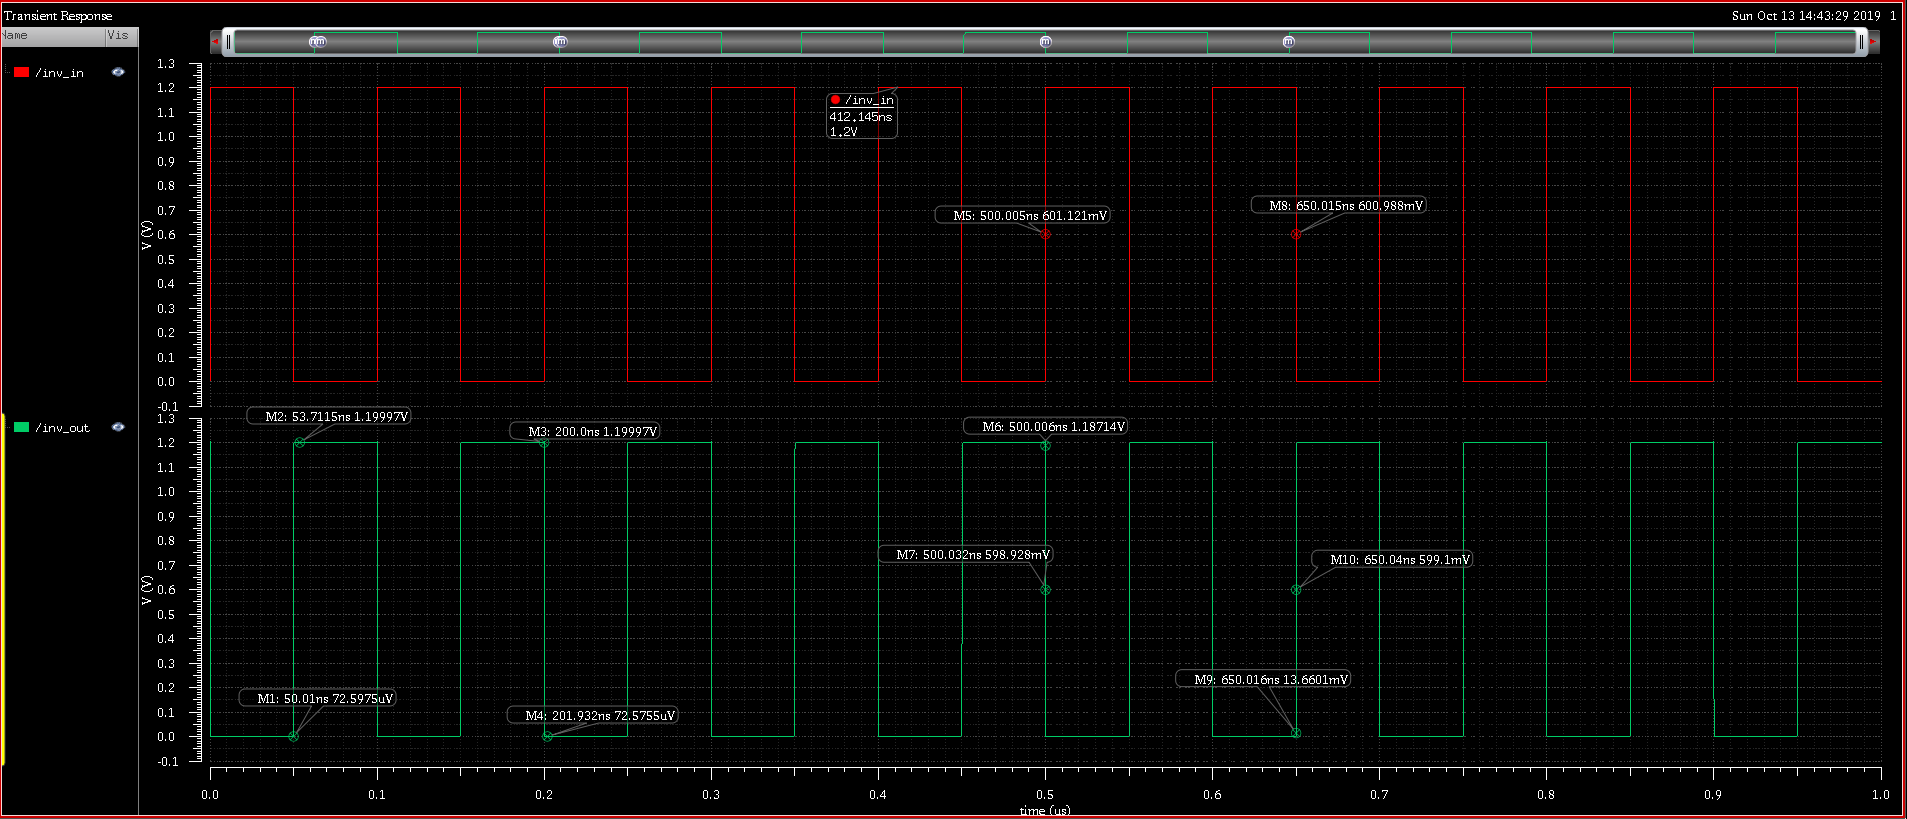 Transient Response
Sun Oct 13 14:43:29 2019 1
Name Vis
/inv_in
1.3
1.2
1.1
1.0
0.9
0.8
0.7
0.6
0.5
0.4
0.3
0.2
0.1
0.0
-0.1
V (V)
/inv_in
412.145ns
1.2V
M5: 500.005ns 601.121mV
M8: 650.015ns 600.988mV
/inv_out
1.3
1.2
1.1
1.0
0.9
0.8
0.7
0.6
0.5
0.4
0.3
0.2
0.1
0.0
-0.1
V (V)
M2: 53.7115ns 1.19997V
M3: 200.0ns 1.19997V
M6: 500.006ns 1.18714V
M7: 500.032ns 598.928mV
M10: 650.04ns 599.1mV
M9: 650.016ns 13.6601mV
M1: 50.01ns 72.5975uV
M4: 201.932ns 72.5755uV
0.0 0.1 0.2 0.3 0.4 0.5 0.6 0.7 0.8 0.9 1.0
time (us)